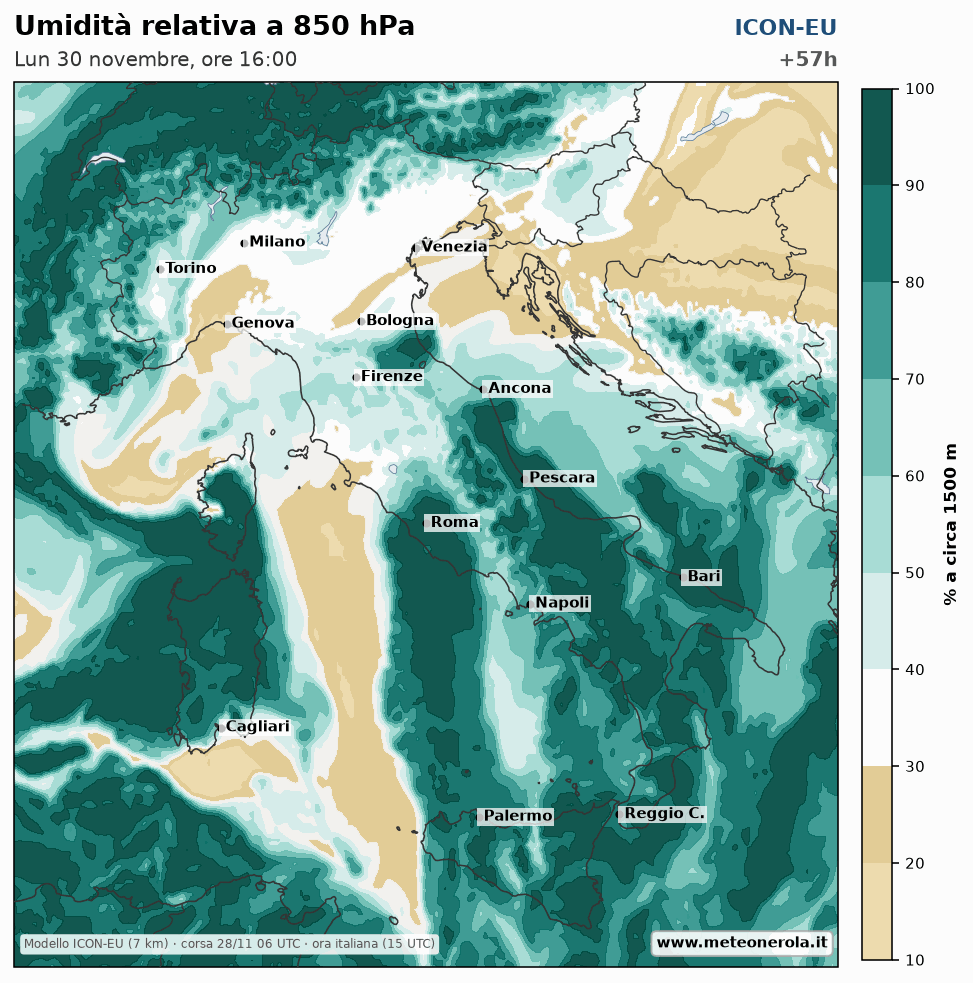 Umidità relativa a 850 hPa
ICON-EU
Lun 30 novembre, ore 16:00
+57h
100
90
80
70
60
50
40
30
20
10
% a circa 1500 m
Milano
Venezia
Torino
Genova
Bologna
Firenze
Ancona
Pescara
Roma
Bari
Napoli
Cagliari
Palermo
Reggio C.
Modello ICON-EU (7 km) · corsa 28/11 06 UTC · ora italiana (15 UTC)
www.meteonerola.it